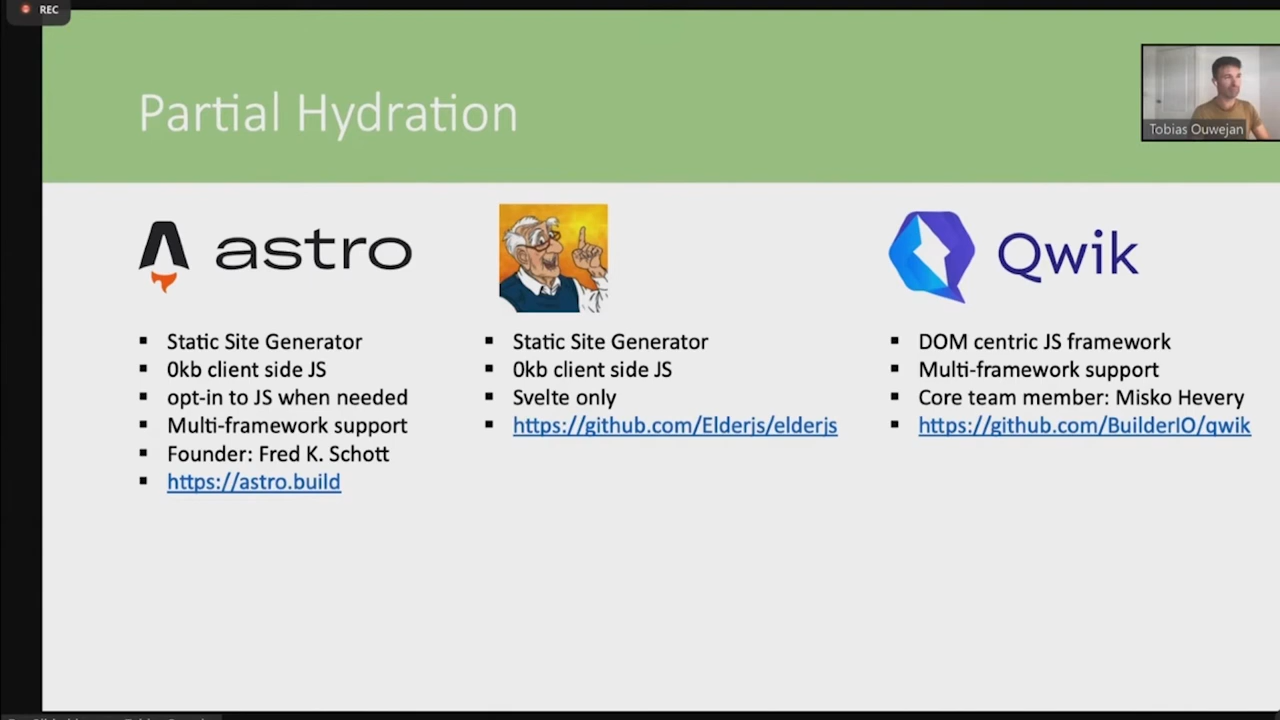 REC
Partial Hydration
Tobias Ouwejan
astro
Static Site Generator
0kb client side JS
opt-in to JS when needed
Multi-framework support
Founder: Fred K. Schott
https://astro.build
Static Site Generator
0kb client side JS
Svelte only
https://github.com/Elderjs/elderjs
Qwik
DOM centric JS framework
Multi-framework support
Core team member: Misko Hevery
https://github.com/BuilderIO/qwik